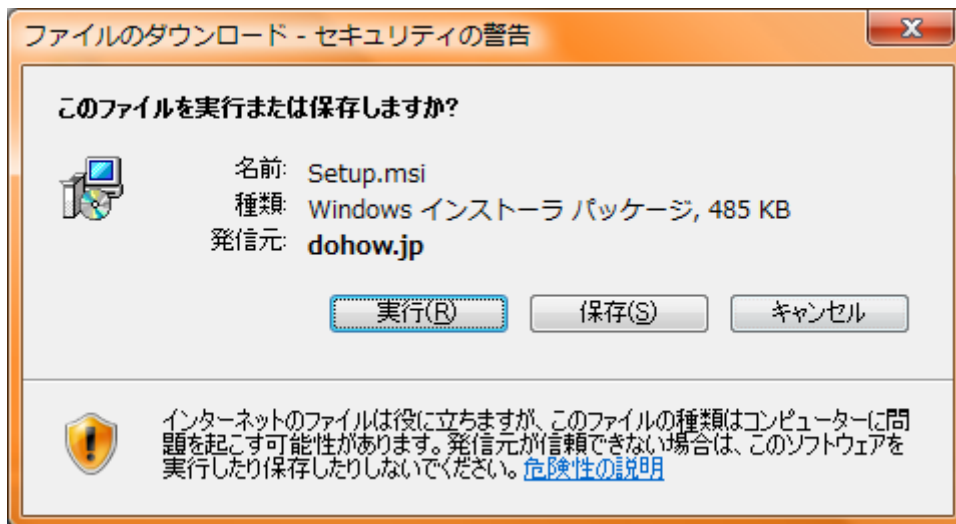 ファイルのダウンロード - セキュリティの警告
このファイルを実行または保存しますか?
名前: Setup.msi
種類: Windows インストーラ パッケージ, 485 KB
発信元: dohow.jp
実行(R) 保存(S) キャンセル
インターネットのファイルは役に立ちますが、このファイルの種類はコンピューターに問
題を起こす可能性があります。発信元が信頼できない場合は、このソフトウェアを
実行したり保存したりしないでください。危険性の説明